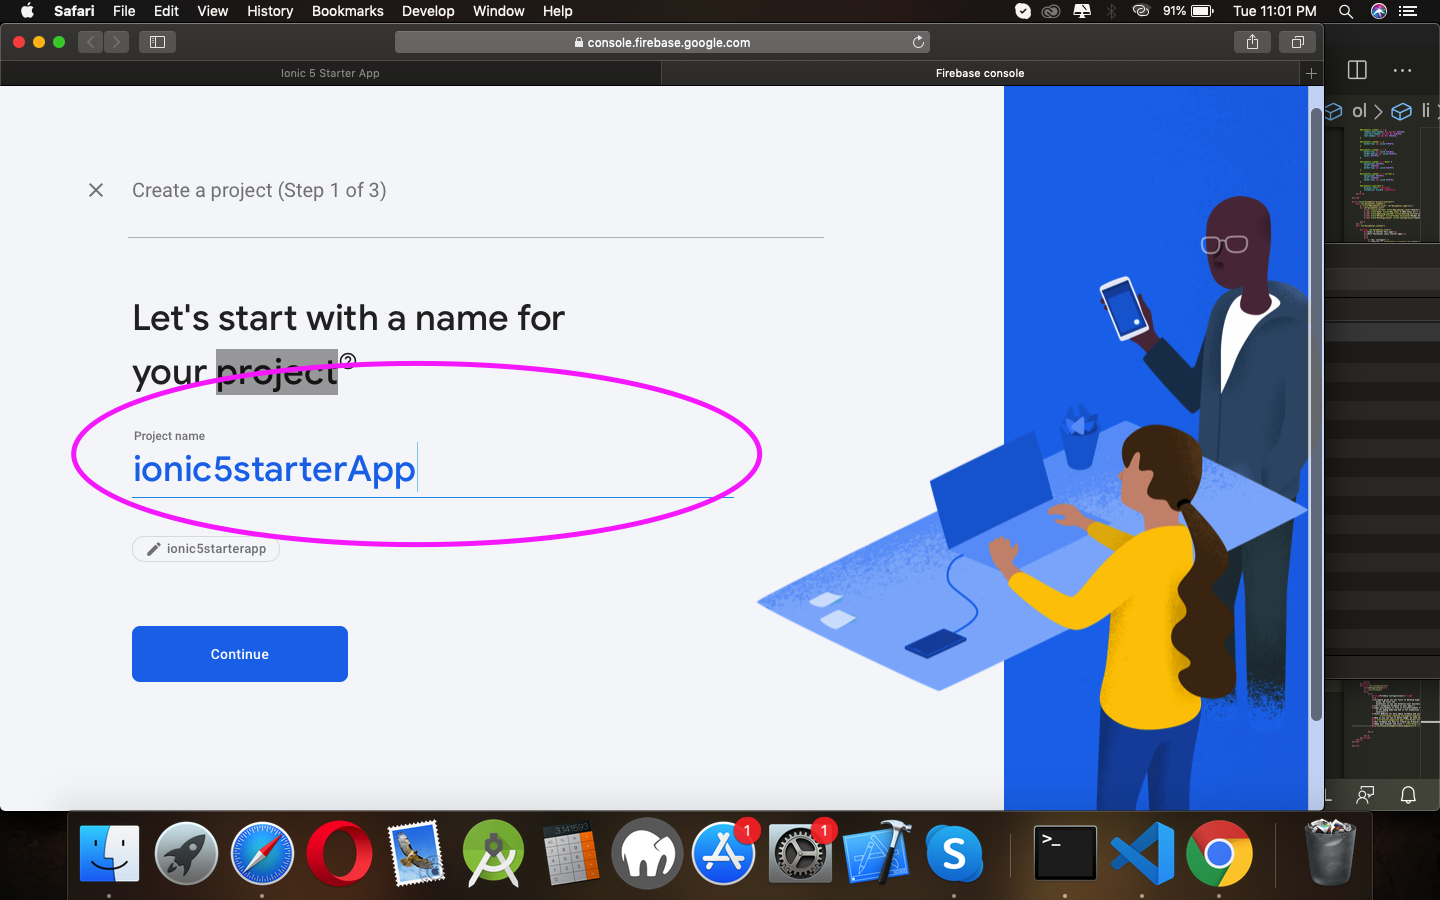 Safari File Edit View History Bookmarks Develop Window Help 91% Tue 11:01 PM
console.firebase.google.com
Ionic 5 Starter App
Firebase console
ol > li >
Create a project (Step 1 of 3)
Let's start with a name for
your project
Project name
ionic5starterApp
ionic5starterapp
Continue
3.141593
1
1
S
>_